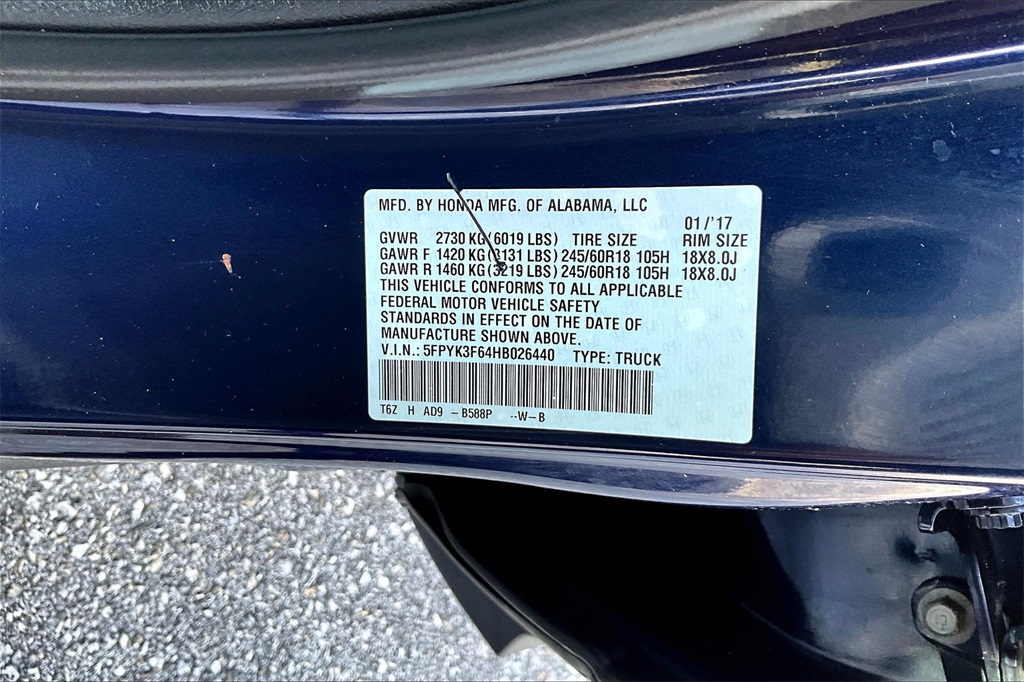 MFD. BY HONDA MFG. OF ALABAMA, LLC
01/'17
GVWR 2730 KG (6019 LBS) TIRE SIZE RIM SIZE
GAWR F 1420 KG (3131 LBS) 245/60R18 105H 18X8.0J
GAWR R 1460 KG (3219 LBS) 245/60R18 105H 18X8.0J
THIS VEHICLE CONFORMS TO ALL APPLICABLE
FEDERAL MOTOR VEHICLE SAFETY
STANDARDS IN EFFECT ON THE DATE OF
MANUFACTURE SHOWN ABOVE.
V.I.N.: 5FPYK3F64HB026440 TYPE: TRUCK
T6Z H AD9 -B588P --W-B